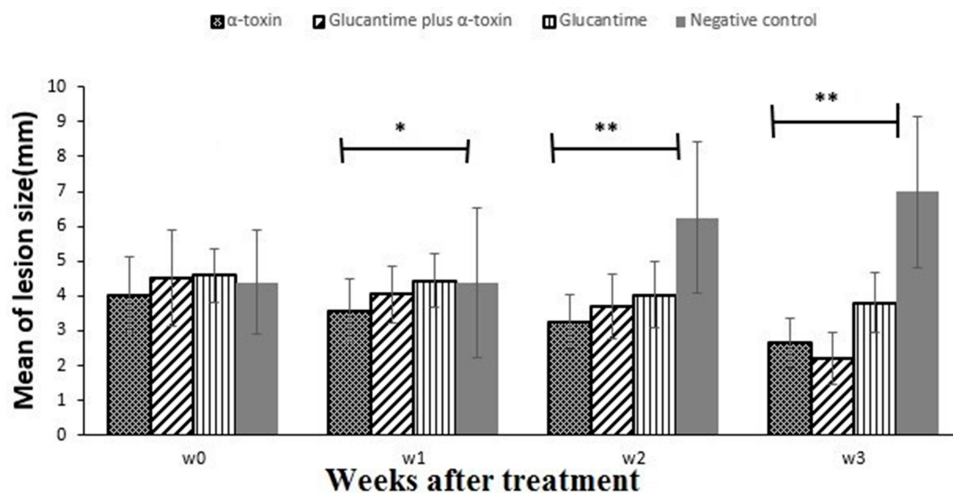 α-toxin Glucantime plus α-toxin Glucantime Negative control
10
9
8
7
6
5
4
3
2
1
0
Mean of lesion size(mm)
* ** **
w0 w1 w2 w3
Weeks after treatment